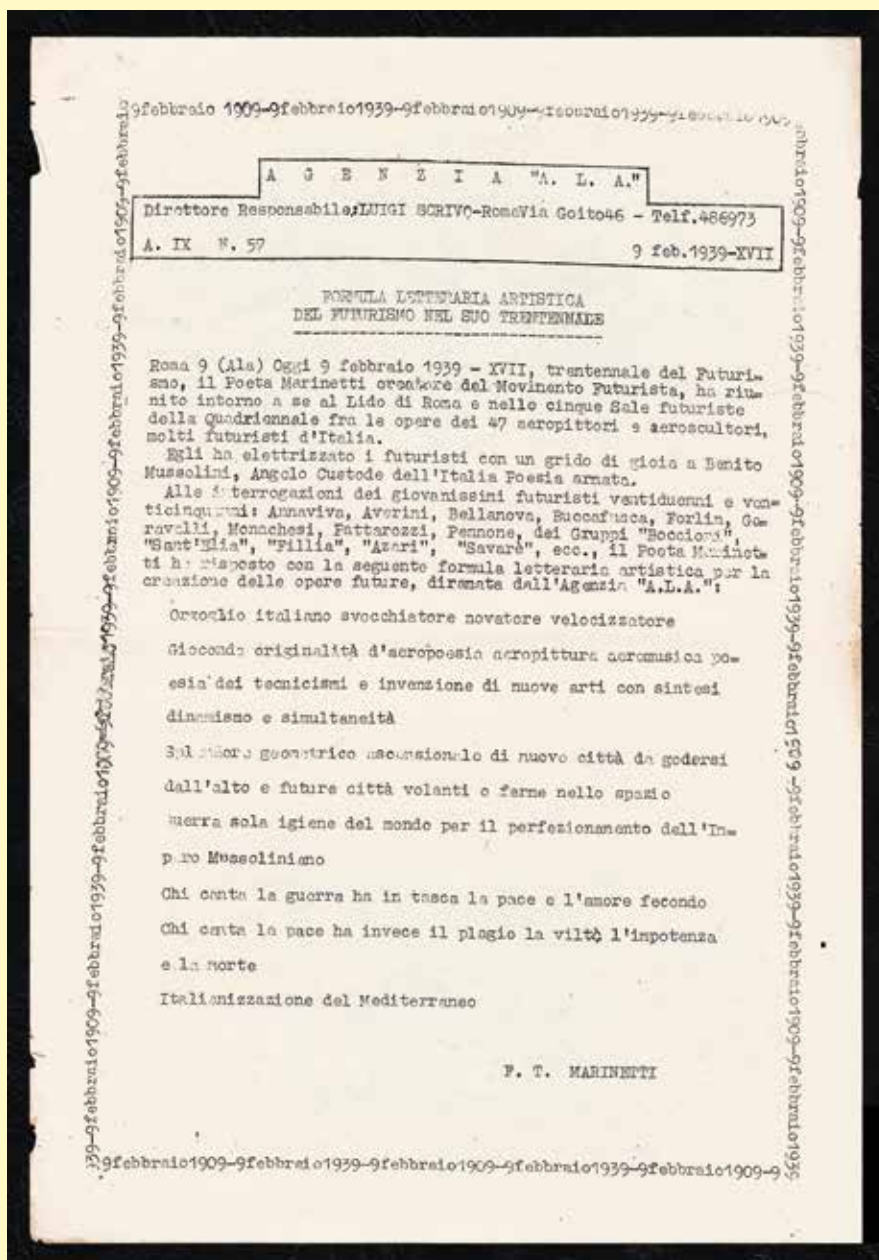 9febbraio 1909-9febbraio1939-9febbraio1909-9febbraio1939-9febbraio 1909
A G E N Z I A "A. L. A."
Direttore Responsabile;LUIGI SCRIVO-RomaVia Goito46 - Telf.486973
A. IX N. 57 9 feb.1939-XVII
FORMULA LETTERARIA ARTISTICA
DEL FUTURISMO NEL SUO TRENTENNALE
Roma 9 (Ala) Oggi 9 febbraio 1939 - XVII, trentennale del Futuri=
smo, il Poeta Marinetti creatore del Movimento Futurista, ha riu=
nito intorno a se al Lido di Roma e nelle cinque Sale futuriste
della Quadriennale fra le opere dei 47 aeropittori e aeroscultori,
molti futuristi d'Italia.
Egli ha elettrizzato i futuristi con un grido di gioia a Benito
Mussolini, Angelo Custode dell'Italia Poesia armata.
Alle interrogazioni dei giovanissimi futuristi ventiduenni e ven=
ticinquenni: Annaviva, Averini, Bellanova, Buccafusca, Forlin, Go=
ravelli, Monachesi, Pattarozzi, Pennone, dei Gruppi "Boccioni",
"Sant'Elia", "Fillia", "Azari", "Savarè", ecc., il Poeta Marinet=
ti ha risposto con la seguente formula letteraria artistica per la
creazione delle opere future, diramata dall'Agenzia "A.L.A.":
Orgoglio italiano svecchiatore novatore velocizzatore
Gioconda originalità d'aeropoesia aeropittura aeromusica po=
esia dei tecnicismi e invenzione di nuove arti con sintesi
dinamismo e simultaneità
Splendore geometrico ascensionale di nuove città da godersi
dall'alto e future città volanti o ferme nello spazio
Guerra sola igiene del mondo per il perfezionamento dell'Im=
pero Mussoliniano
Chi canta la guerra ha in tasca la pace e l'amore fecondo
Chi canta la pace ha invece il plagio la viltà l'impotenza
e la morte
Italianizzazione del Mediterraneo
F. T. MARINETTI
9febbraio1909-9febbraio1939-9febbraio1909-9febbraio1939-9febbraio1909-9